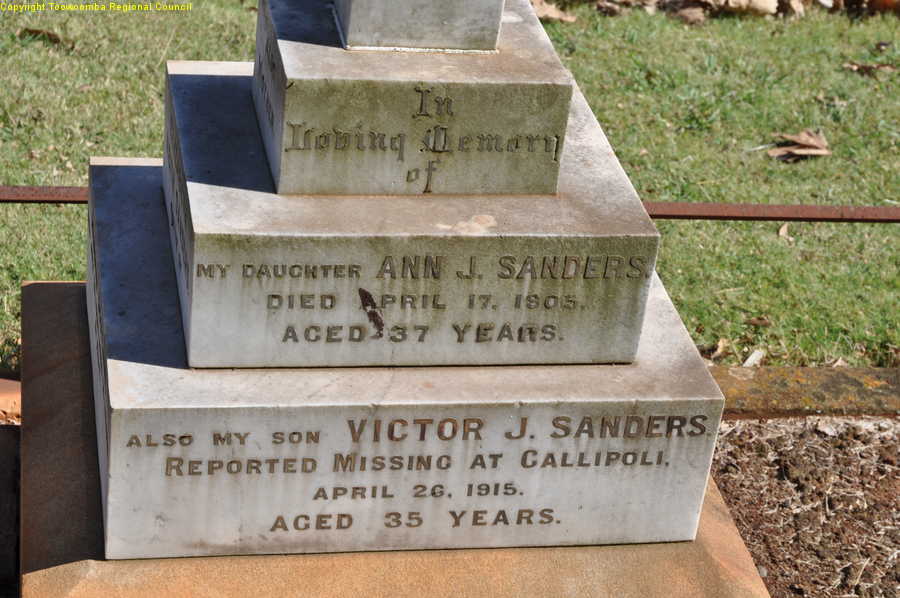 Copyright Toowoomba Regional Council
In
Loving Memory
of
MY DAUGHTER ANN J. SANDERS.
DIED APRIL 17, 1905.
AGED 37 YEARS.
ALSO MY SON VICTOR J. SANDERS
REPORTED MISSING AT GALLIPOLI,
APRIL 26, 1915.
AGED 35 YEARS.